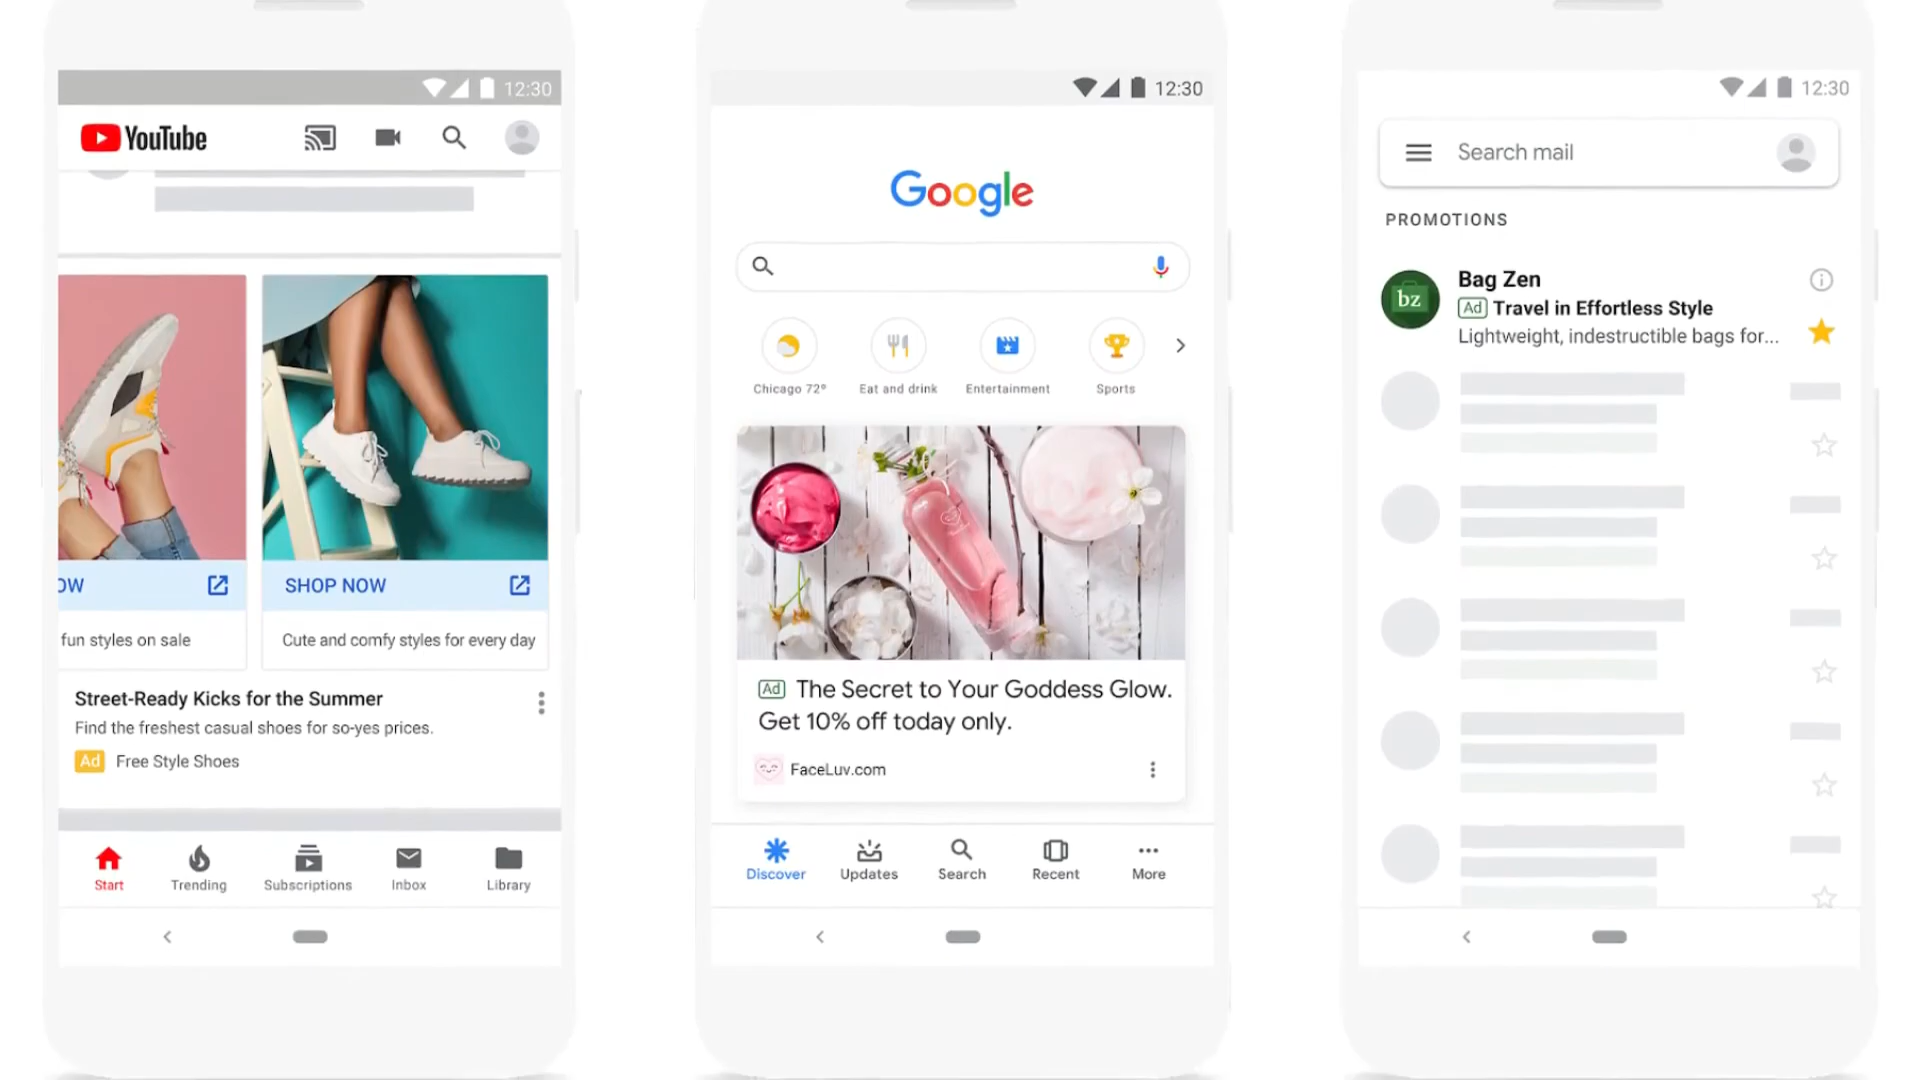 12:30
YouTube
OW
SHOP NOW
fun styles on sale
Cute and comfy styles for every day
Street-Ready Kicks for the Summer
Find the freshest casual shoes for so-yes prices.
Ad Free Style Shoes
Start Trending Subscriptions Inbox Library
12:30
Google
Chicago 72° Eat and drink Entertainment Sports
Ad The Secret to Your Goddess Glow.
Get 10% off today only.
FaceLuv.com
Discover Updates Search Recent More
12:30
Search mail
PROMOTIONS
bz
Bag Zen
Ad Travel in Effortless Style
Lightweight, indestructible bags for...